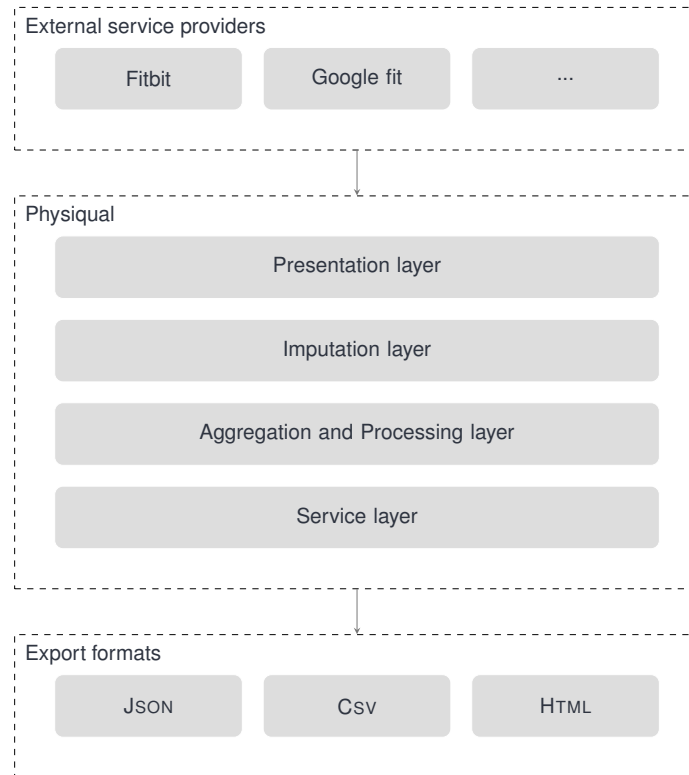 External service providers
Fitbit
Google fit
...
Physiqual
Presentation layer
Imputation layer
Aggregation and Processing layer
Service layer
Export formats
JSON
CSV
HTML